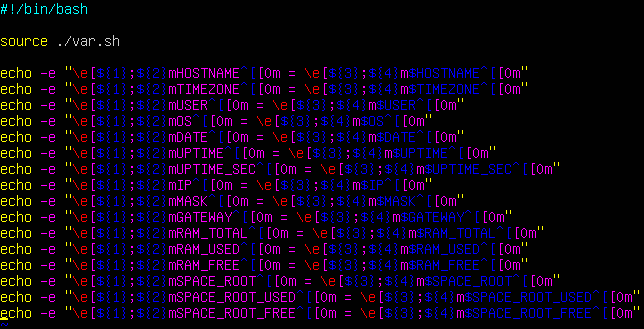 #!/bin/bash
source ./var.sh
echo -e "\e[${1};${2}mHOSTNAME^[[0m = \e[${3};${4}m$HOSTNAME^[[0m"
echo -e "\e[${1};${2}mTIMEZONE^[[0m = \e[${3};${4}m$TIMEZONE^[[0m"
echo -e "\e[${1};${2}mUSER^[[0m = \e[${3};${4}m$USER^[[0m"
echo -e "\e[${1};${2}mOS^[[0m = \e[${3};${4}m$OS^[[0m"
echo -e "\e[${1};${2}mDATE^[[0m = \e[${3};${4}m$DATE^[[0m"
echo -e "\e[${1};${2}mUPTIME^[[0m = \e[${3};${4}m$UPTIME^[[0m"
echo -e "\e[${1};${2}mUPTIME_SEC^[[0m = \e[${3};${4}m$UPTIME_SEC^[[0m"
echo -e "\e[${1};${2}mIP^[[0m = \e[${3};${4}m$IP^[[0m"
echo -e "\e[${1};${2}mMASK^[[0m = \e[${3};${4}m$MASK^[[0m"
echo -e "\e[${1};${2}mGATEWAY^[[0m = \e[${3};${4}m$GATEWAY^[[0m"
echo -e "\e[${1};${2}mRAM_TOTAL^[[0m = \e[${3};${4}m$RAM_TOTAL^[[0m"
echo -e "\e[${1};${2}mRAM_USED^[[0m = \e[${3};${4}m$RAM_USED^[[0m"
echo -e "\e[${1};${2}mRAM_FREE^[[0m = \e[${3};${4}m$RAM_FREE^[[0m"
echo -e "\e[${1};${2}mSPACE_ROOT^[[0m = \e[${3};${4}m$SPACE_ROOT^[[0m"
echo -e "\e[${1};${2}mSPACE_ROOT_USED^[[0m = \e[${3};${4}m$SPACE_ROOT_USED^[[0m"
echo -e "\e[${1};${2}mSPACE_ROOT_FREE^[[0m = \e[${3};${4}m$SPACE_ROOT_FREE^[[0m"
~